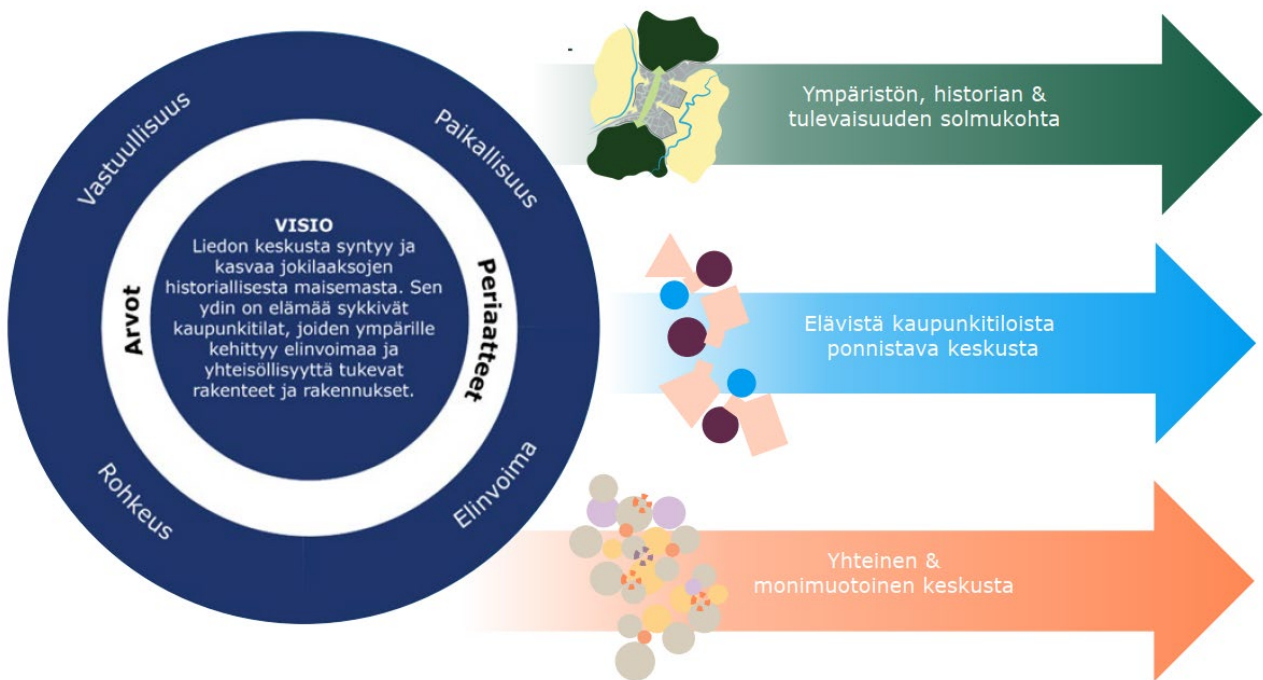 Vastuullisuus
Paikallisuus
Arvot
Periaatteet
VISIO
Liedon keskusta syntyy ja
kasvaa jokilaaksojen
historiallisesta maisemasta. Sen
ydin on elämää sykkivät
kaupunkitilat, joiden ympärille
kehittyy elinvoimaa ja
yhteisöllisyyttä tukevat
rakenteet ja rakennukset.
Rohkeus
Elinvoima
Ympäristön, historian &
tulevaisuuden solmukohta
Elävistä kaupunkitiloista
ponnistava keskusta
Yhteinen &
monimuotoinen keskusta